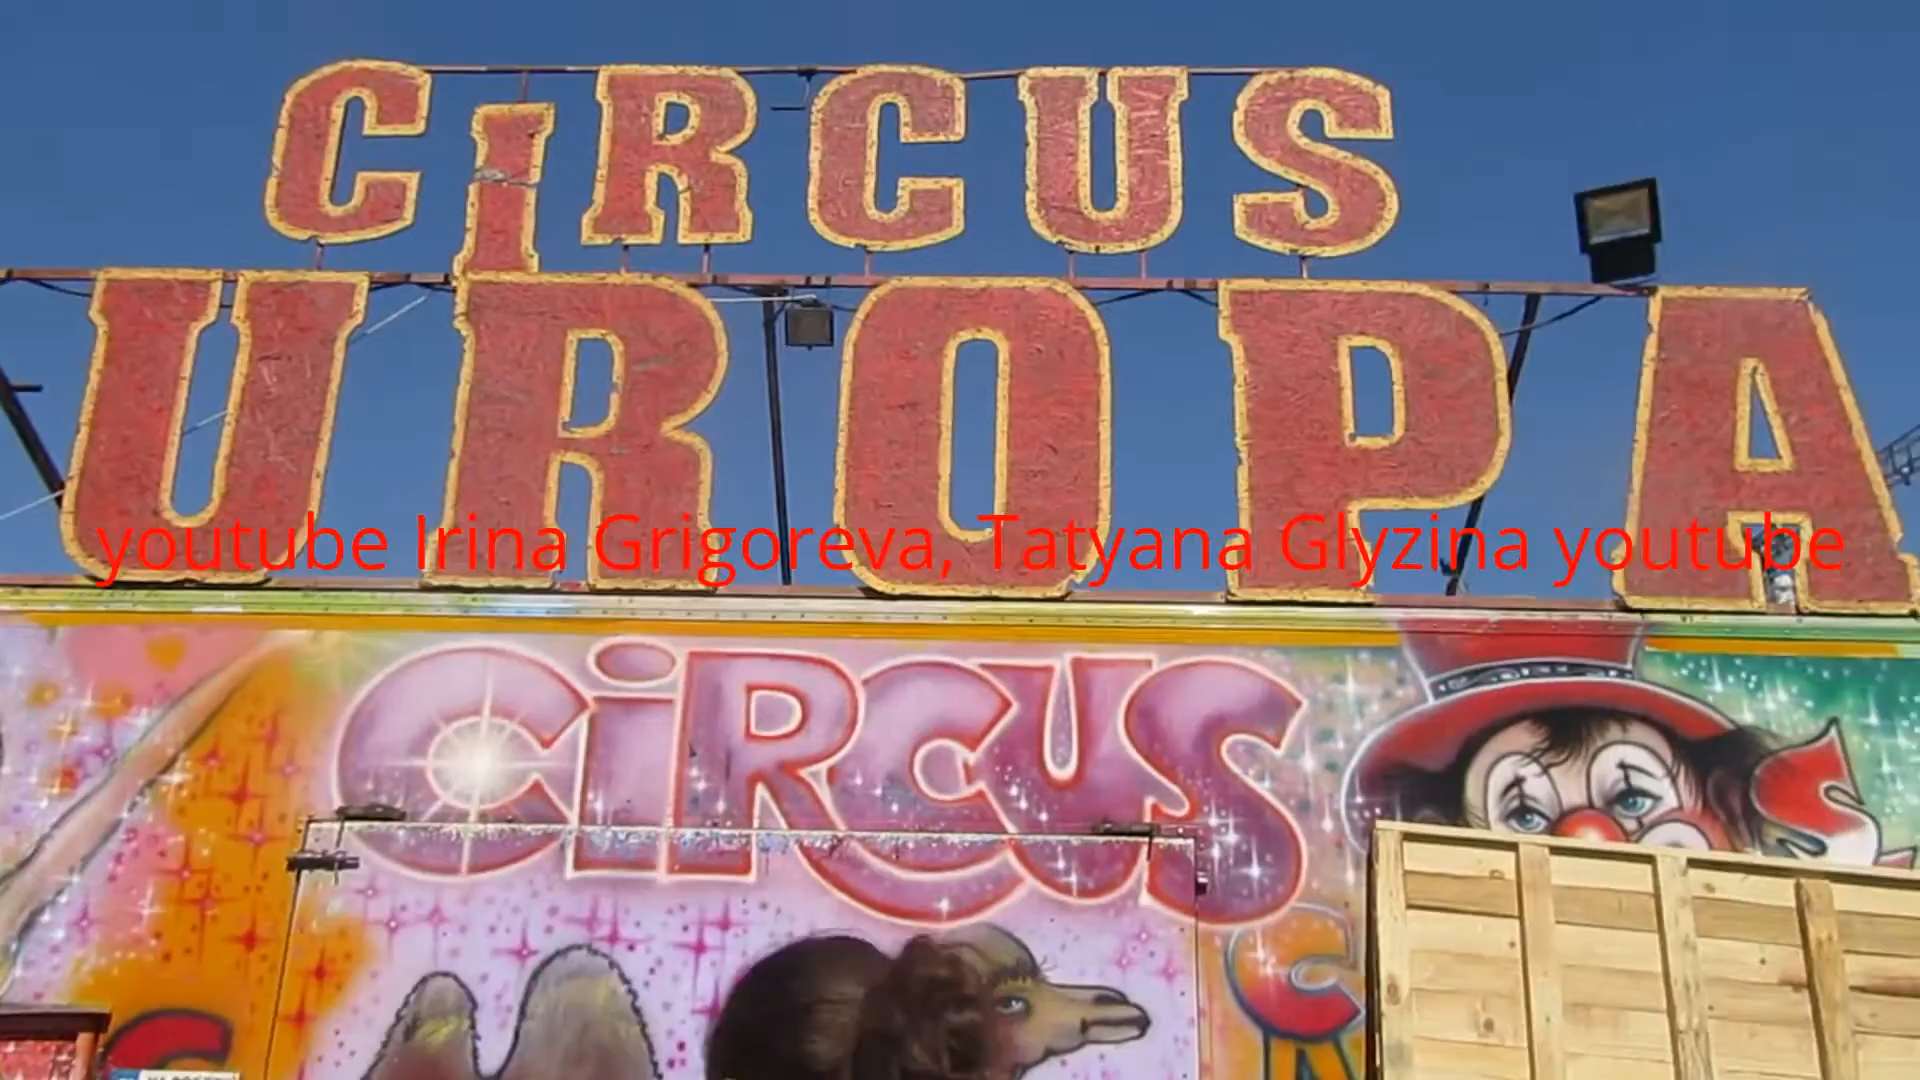 CiRCUS
UROPA
youtube Irina Grigoreva, Tatyana Glyzina youtube
CiRCUS